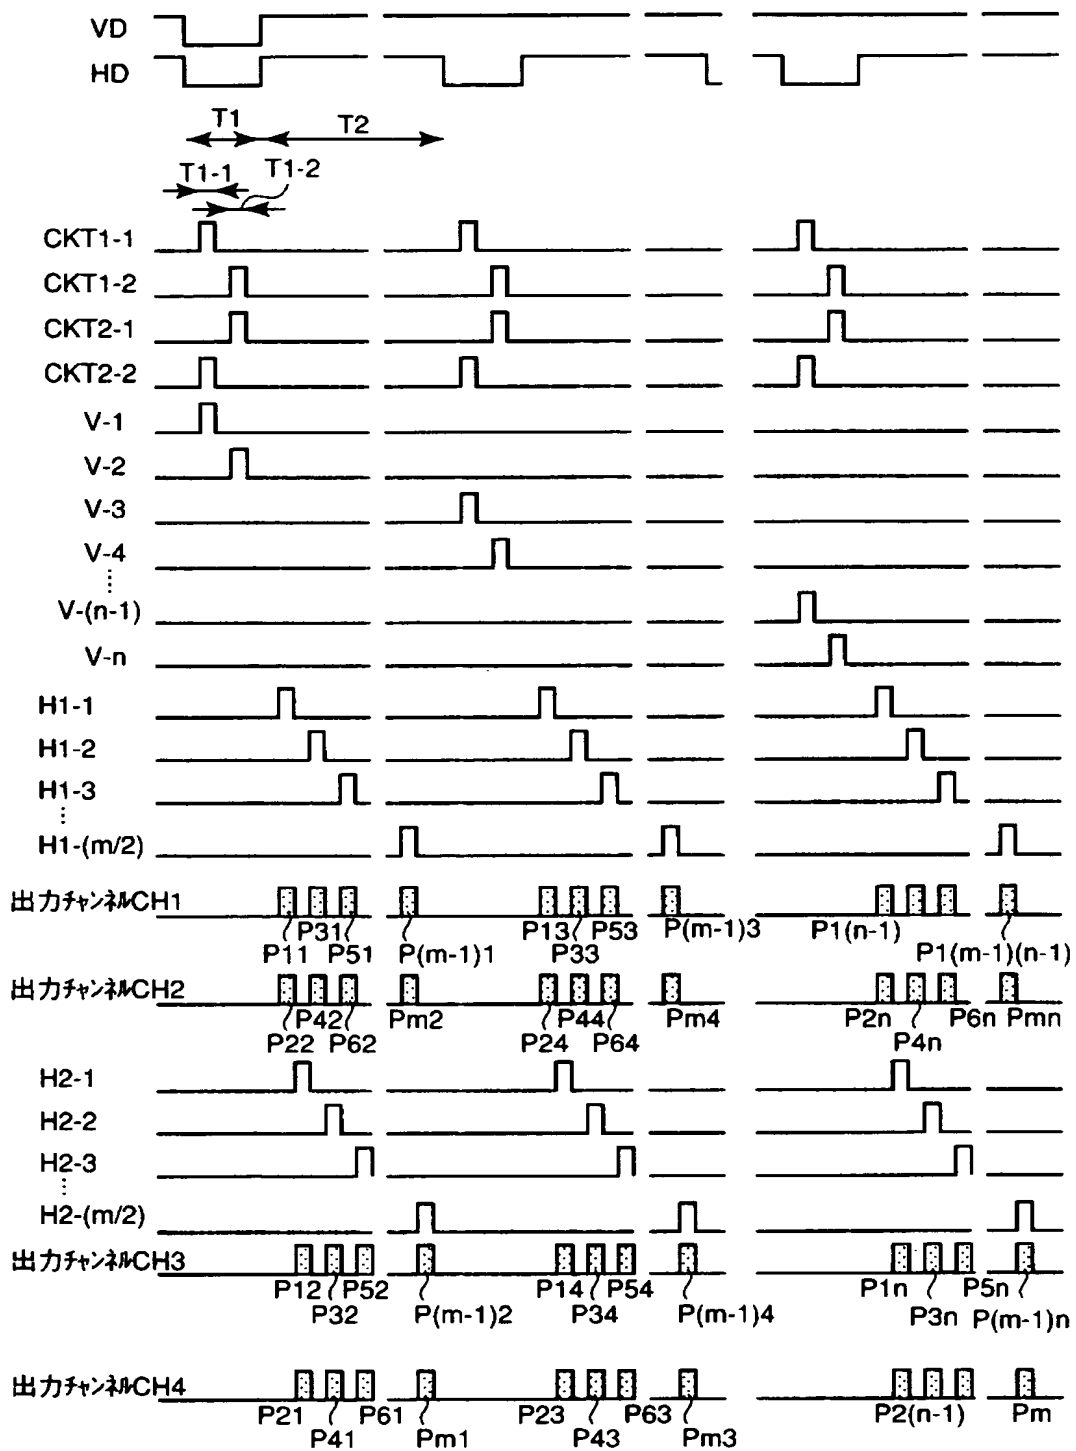 VD
HD
T1
T2
T1-1
T1-2
CKT1-1
CKT1-2
CKT2-1
CKT2-2
V-1
V-2
V-3
V-4
V-(n-1)
V-n
H1-1
H1-2
H1-3
H1-(m/2)
出力チャンネルCH1
P11 P31 P51 P(m-1)1 P13 P33 P53 P(m-1)3 P1(n-1) P1(m-1)(n-1)
出力チャンネルCH2
P22 P42 P62 Pm2 P24 P44 P64 Pm4 P2n P4n P6n Pmn
H2-1
H2-2
H2-3
H2-(m/2)
出力チャンネルCH3
P12 P32 P52 P(m-1)2 P14 P34 P54 P(m-1)4 P1n P3n P5n P(m-1)n
出力チャンネルCH4
P21 P41 P61 Pm1 P23 P43 P63 Pm3 P2(n-1) Pm